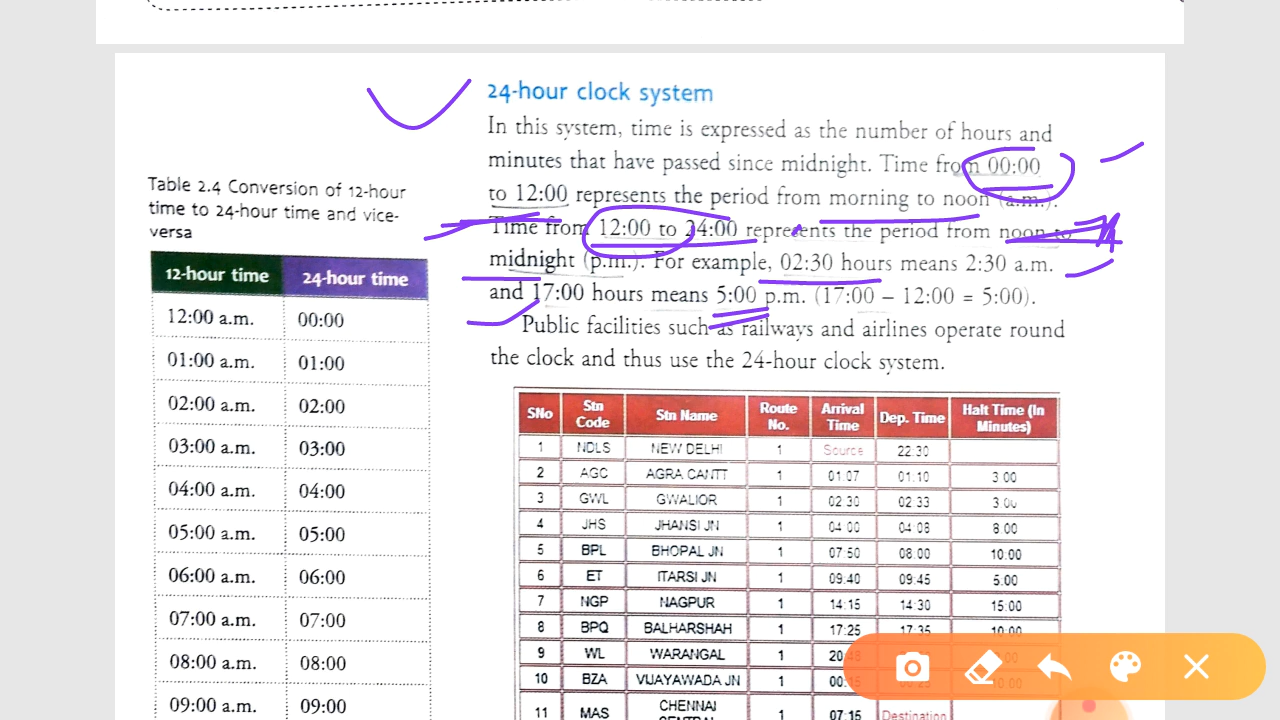 24-hour clock system
In this system, time is expressed as the number of hours and
minutes that have passed since midnight. Time from 00:00
to 12:00 represents the period from morning to noon (a.m.).
Time from 12:00 to 24:00 represents the period from noon to
midnight (p.m.). For example, 02:30 hours means 2:30 a.m.
and 17:00 hours means 5:00 p.m. (17:00 – 12:00 = 5:00).
Public facilities such as railways and airlines operate round
the clock and thus use the 24-hour clock system.
Table 2.4 Conversion of 12-hour
time to 24-hour time and vice-
versa
12-hour time 24-hour time
12:00 a.m. 00:00
01:00 a.m. 01:00
02:00 a.m. 02:00
03:00 a.m. 03:00
04:00 a.m. 04:00
05:00 a.m. 05:00
06:00 a.m. 06:00
07:00 a.m. 07:00
08:00 a.m. 08:00
09:00 a.m. 09:00
SNo Stn Code Stn Name Route No. Arrival Time Dep. Time Halt Time (In Minutes)
1 NDLS NEW DELHI 1 Source 22:30
2 AGC AGRA CANTT 1 01:07 01:10 3:00
3 GWL GWALIOR 1 02:30 02:33 3:00
4 JHS JHANSI JN 1 04:00 04:08 8:00
5 BPL BHOPAL JN 1 07:50 08:00 10:00
6 ET ITARSI JN 1 09:40 09:45 5:00
7 NGP NAGPUR 1 14:15 14:30 15:00
8 BPQ BALHARSHAH 1 17:25 17:35 10:00
9 WL WARANGAL 1
10 BZA VIJAYAWADA JN 1
11 MAS CHENNAI CENTRAL 1 07:15 Destination